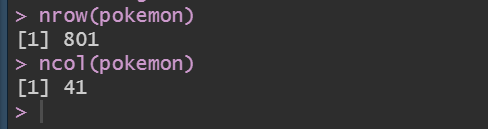 > nrow(pokemon)
[1] 801
> ncol(pokemon)
[1] 41
>